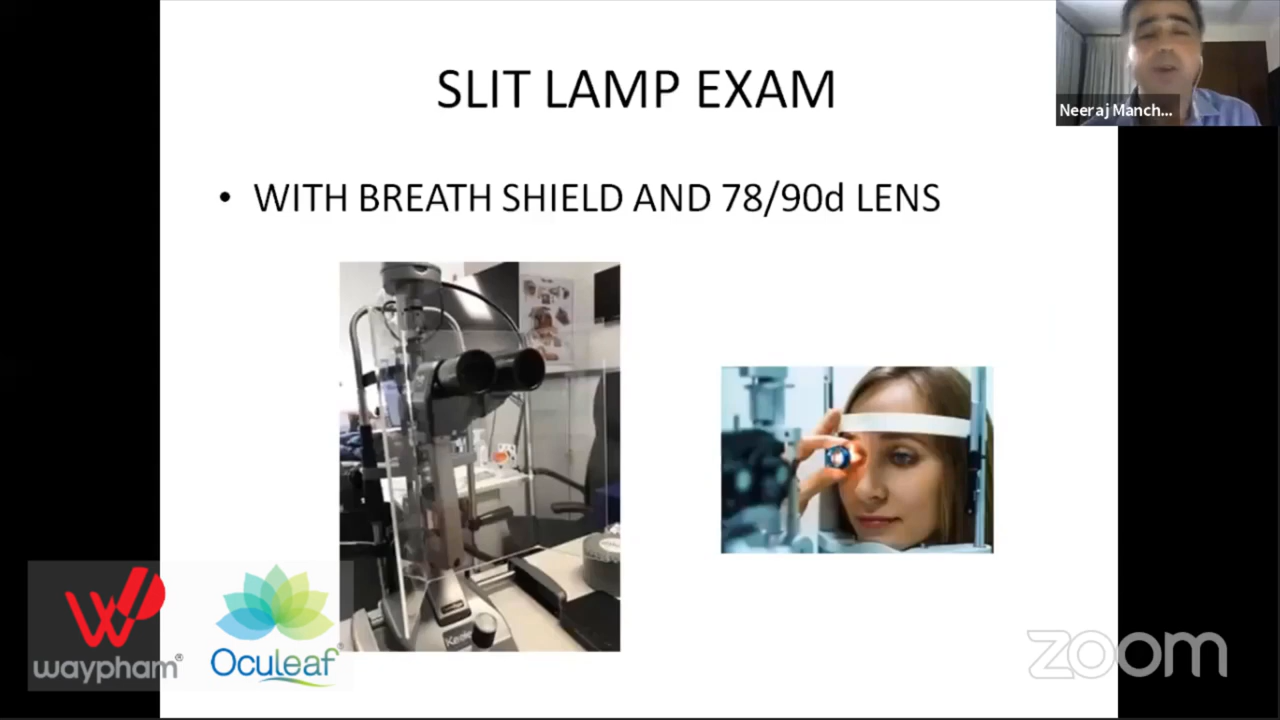 SLIT LAMP EXAM
Neeraj Manch...
• WITH BREATH SHIELD AND 78/90d LENS
waypham®
Oculeaf®
zoom